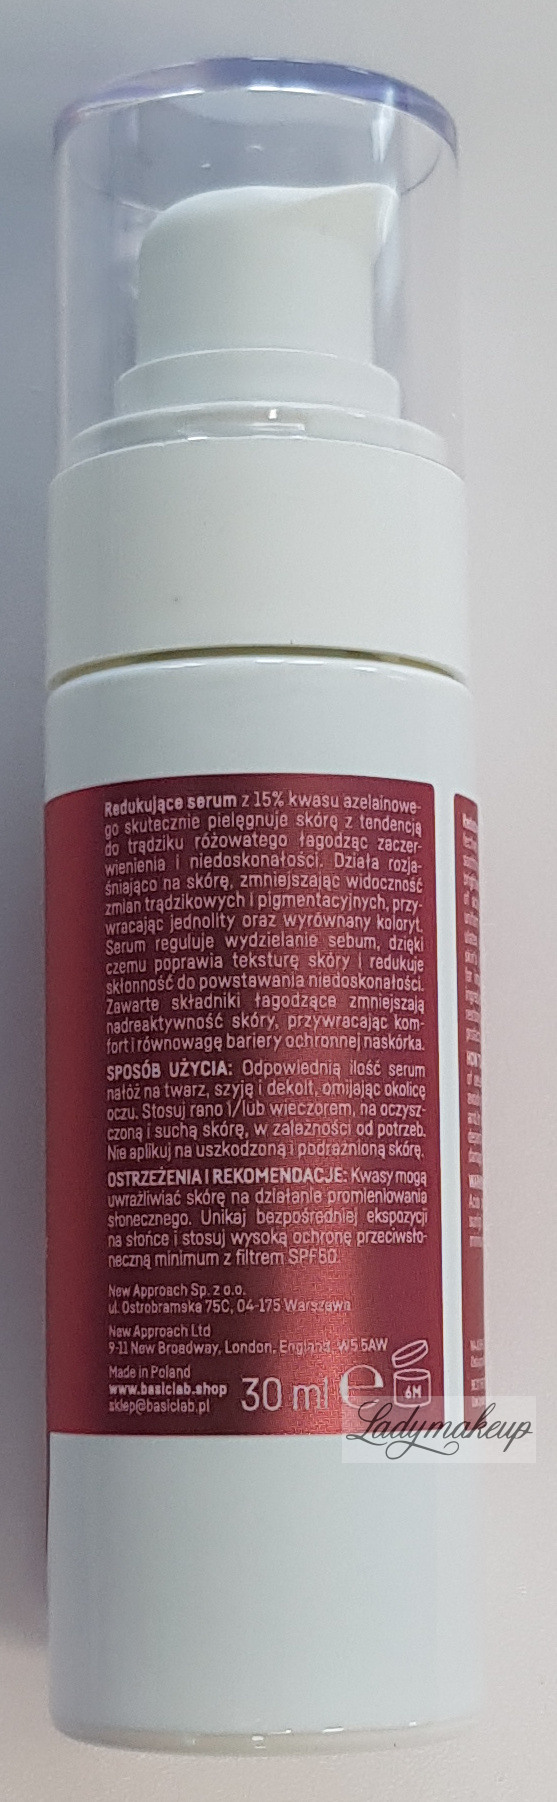 Redukujące serum z 15% kwasu azelainowe-
go skutecznie pielęgnuje skórę z tendencją
do trądziku różowatego łagodząc zaczer-
wienienia i niedoskonałości. Działa rozja-
śniająco na skórę, zmniejszając widoczność
zmian trądzikowych i pigmentacyjnych, przy-
wracając jednolity oraz wyrównany koloryt.
Serum reguluje wydzielanie sebum, dzięki
czemu poprawia teksturę skóry i redukuje
skłonność do powstawania niedoskonałości.
Zawarte składniki łagodzące zmniejszają
nadreaktywność skóry, przywracając kom-
fort i równowagę bariery ochronnej naskórka.
SPOSÓB UŻYCIA: Odpowiednią ilość serum
nałóż na twarz, szyję i dekolt, omijając okolicę
oczu. Stosuj rano i/lub wieczorem, na oczysz-
czoną i suchą skórę, w zależności od potrzeb.
Nie aplikuj na uszkodzoną i podrażnioną skórę.
OSTRZEŻENIA I REKOMENDACJE: Kwasy mogą
uwrażliwiać skórę na działanie promieniowania
słonecznego. Unikaj bezpośredniej ekspozycji
na słońce i stosuj wysoką ochronę przeciwsło-
neczną minimum z filtrem SPF50.
New Approach Sp. z o.o.
ul. Ostrobramska 75C, 04-175 Warszawa
New Approach Ltd
9-11 New Broadway, London, England, W5 5AW
Made in Poland
www.basiclab.shop
sklep@basiclab.pl
30 ml e
6M
Ladymakeup